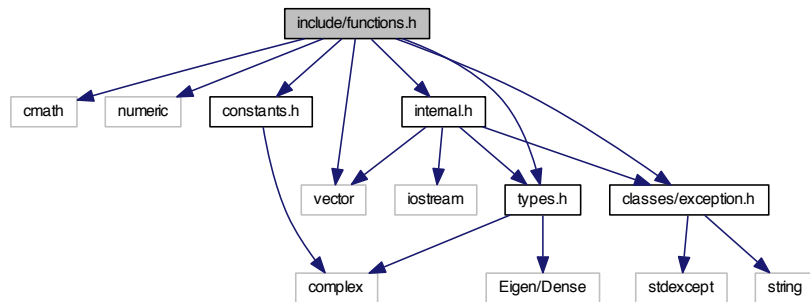 include/functions.h
cmath
numeric
constants.h
internal.h
vector
iostream
types.h
classes/exception.h
complex
Eigen/Dense
stdexcept
string